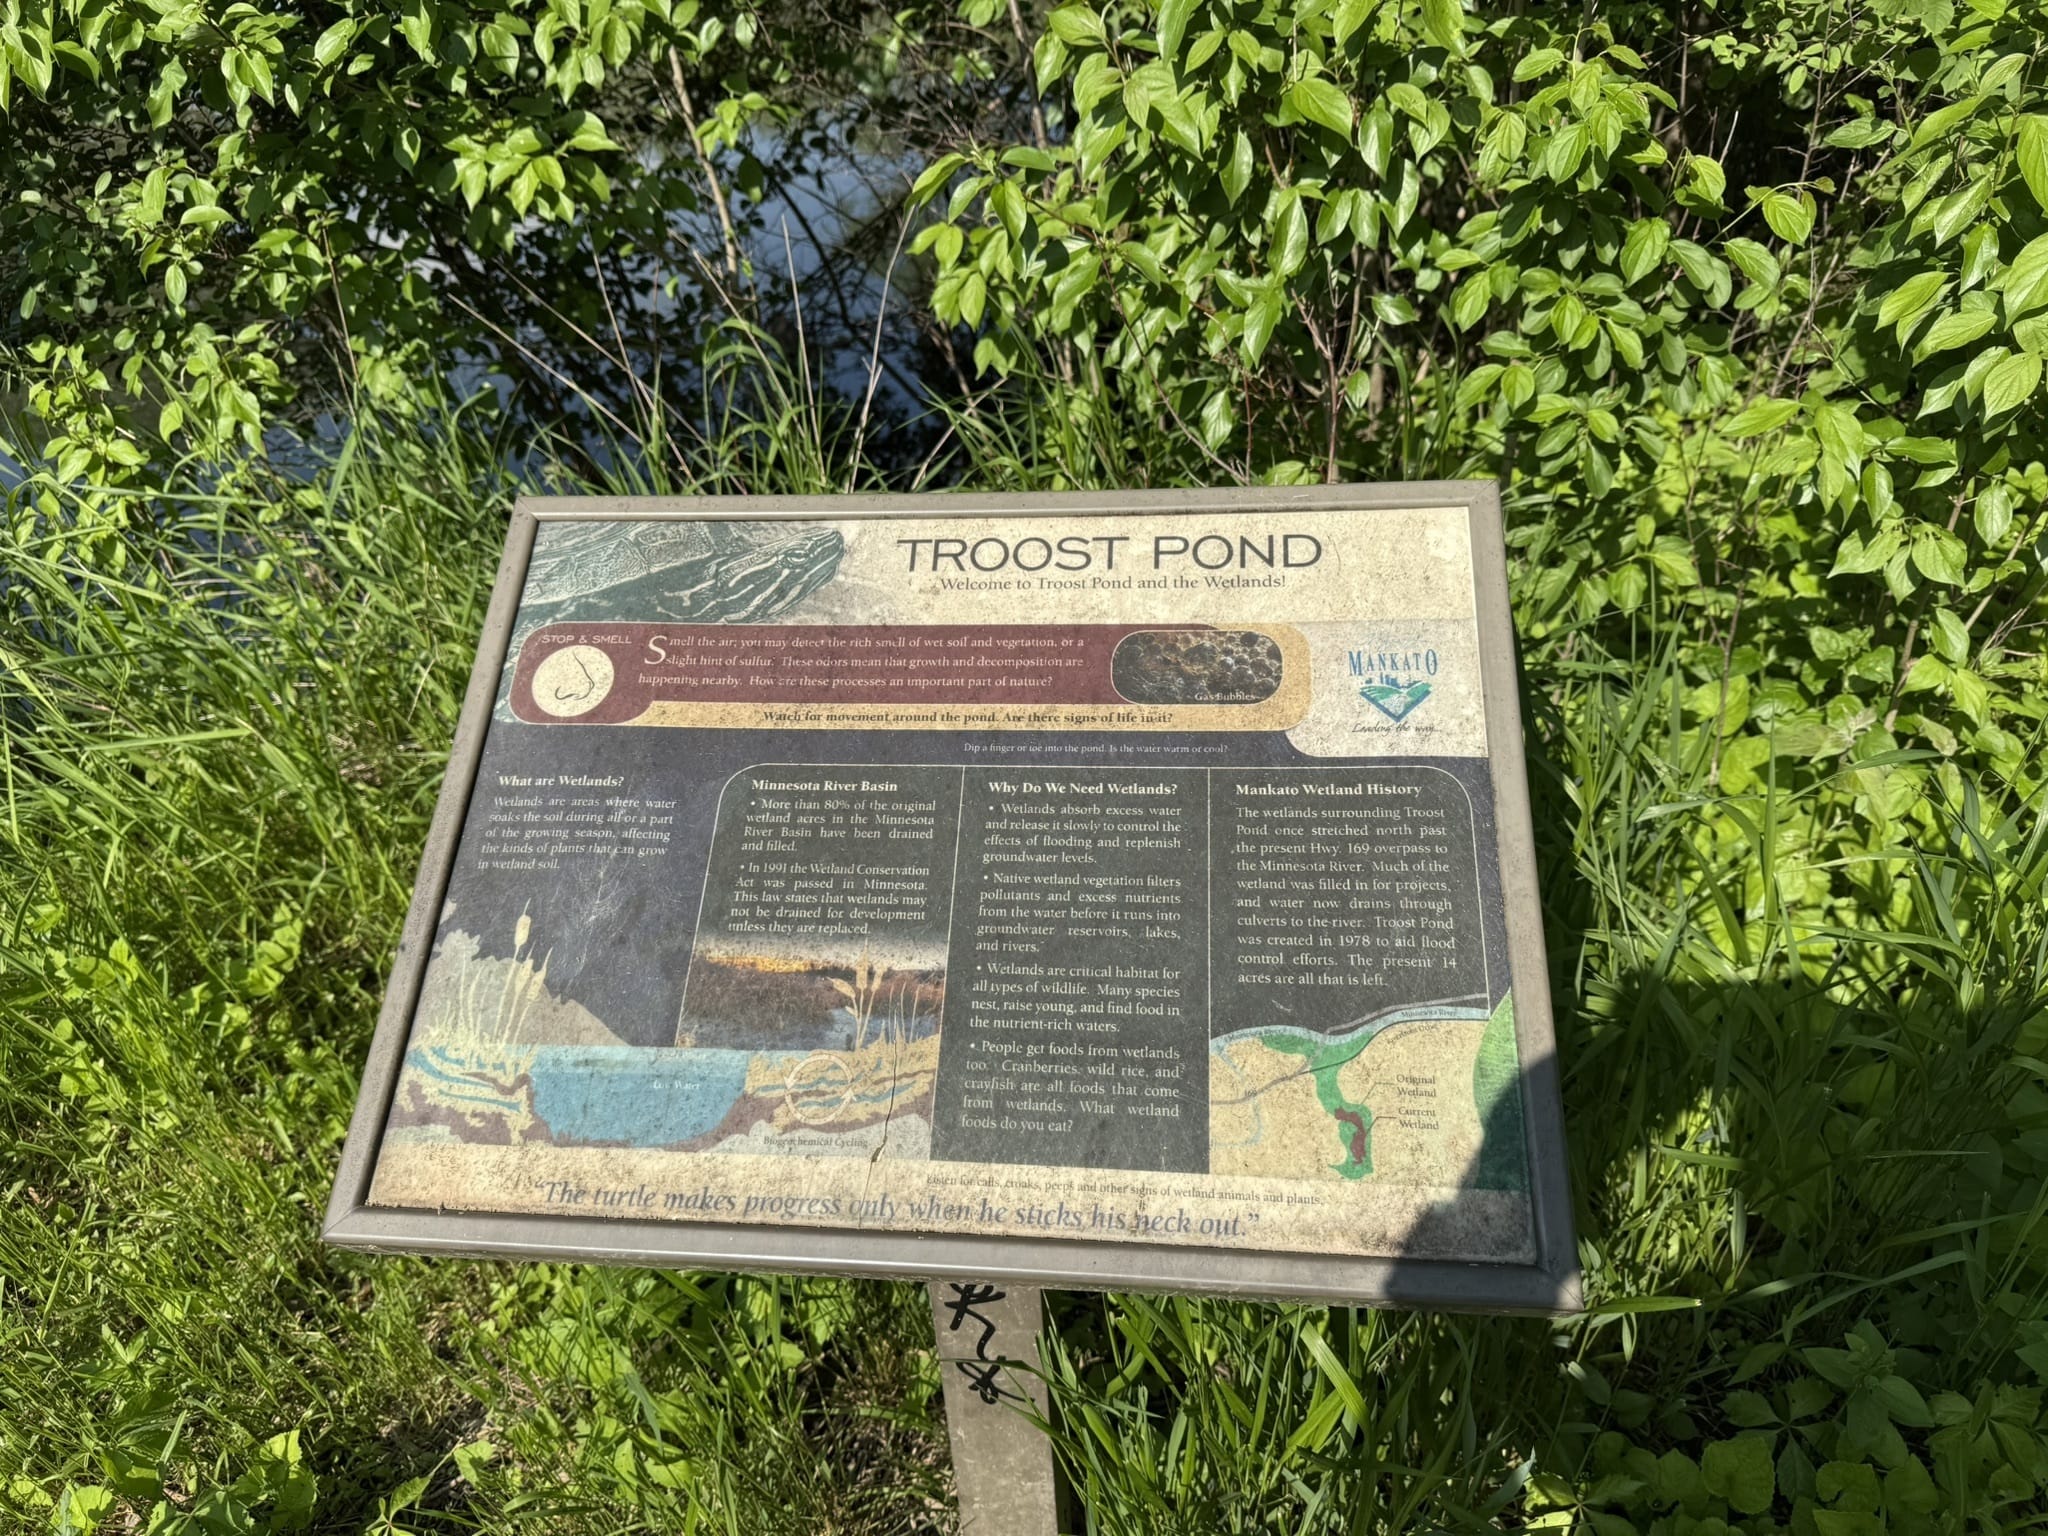 TROOST POND
Welcome to Troost Pond and the Wetlands!
STOP & SMELL
Smell the air; you may detect the rich smell of wet soil and vegetation, or a
slight hint of sulfur. These odors mean that growth and decomposition are
happening nearby. How are these processes an important part of nature?
Gas Bubbles
Watch for movement around the pond. Are there signs of life in it?
MANKATO
Leading the way...
Dip a finger or toe into the pond. Is the water warm or cool?
What are Wetlands?
Wetlands are areas where water
soaks the soil during all or a part
of the growing season, affecting
the kinds of plants that can grow
in wetland soil.
Minnesota River Basin
• More than 80% of the original
wetland acres in the Minnesota
River Basin have been drained
and filled.
• In 1991 the Wetland Conservation
Act was passed in Minnesota.
This law states that wetlands may
not be drained for development
unless they are replaced.
Why Do We Need Wetlands?
• Wetlands absorb excess water
and release it slowly to control the
effects of flooding and replenish
groundwater levels.
• Native wetland vegetation filters
pollutants and excess nutrients
from the water before it runs into
groundwater reservoirs, lakes,
and rivers.
• Wetlands are critical habitat for
all types of wildlife. Many species
nest, raise young, and find food in
the nutrient-rich waters.
• People get foods from wetlands
too. Cranberries, wild rice, and
crayfish are all foods that come
from wetlands. What wetland
foods do you eat?
Mankato Wetland History
The wetlands surrounding Troost
Pond once stretched north past
the present Hwy. 169 overpass to
the Minnesota River. Much of the
wetland was filled in for projects,
and water now drains through
culverts to the river. Troost Pond
was created in 1978 to aid flood
control efforts. The present 14
acres are all that is left.
Minnesota River
Minnesota River
Riverfront Drive
169
Original
Wetland
Current
Wetland
Low Water
Biogeochemical Cycling
Listen for calls, croaks, peeps and other signs of wetland animals and plants.
"The turtle makes progress only when he sticks his neck out."